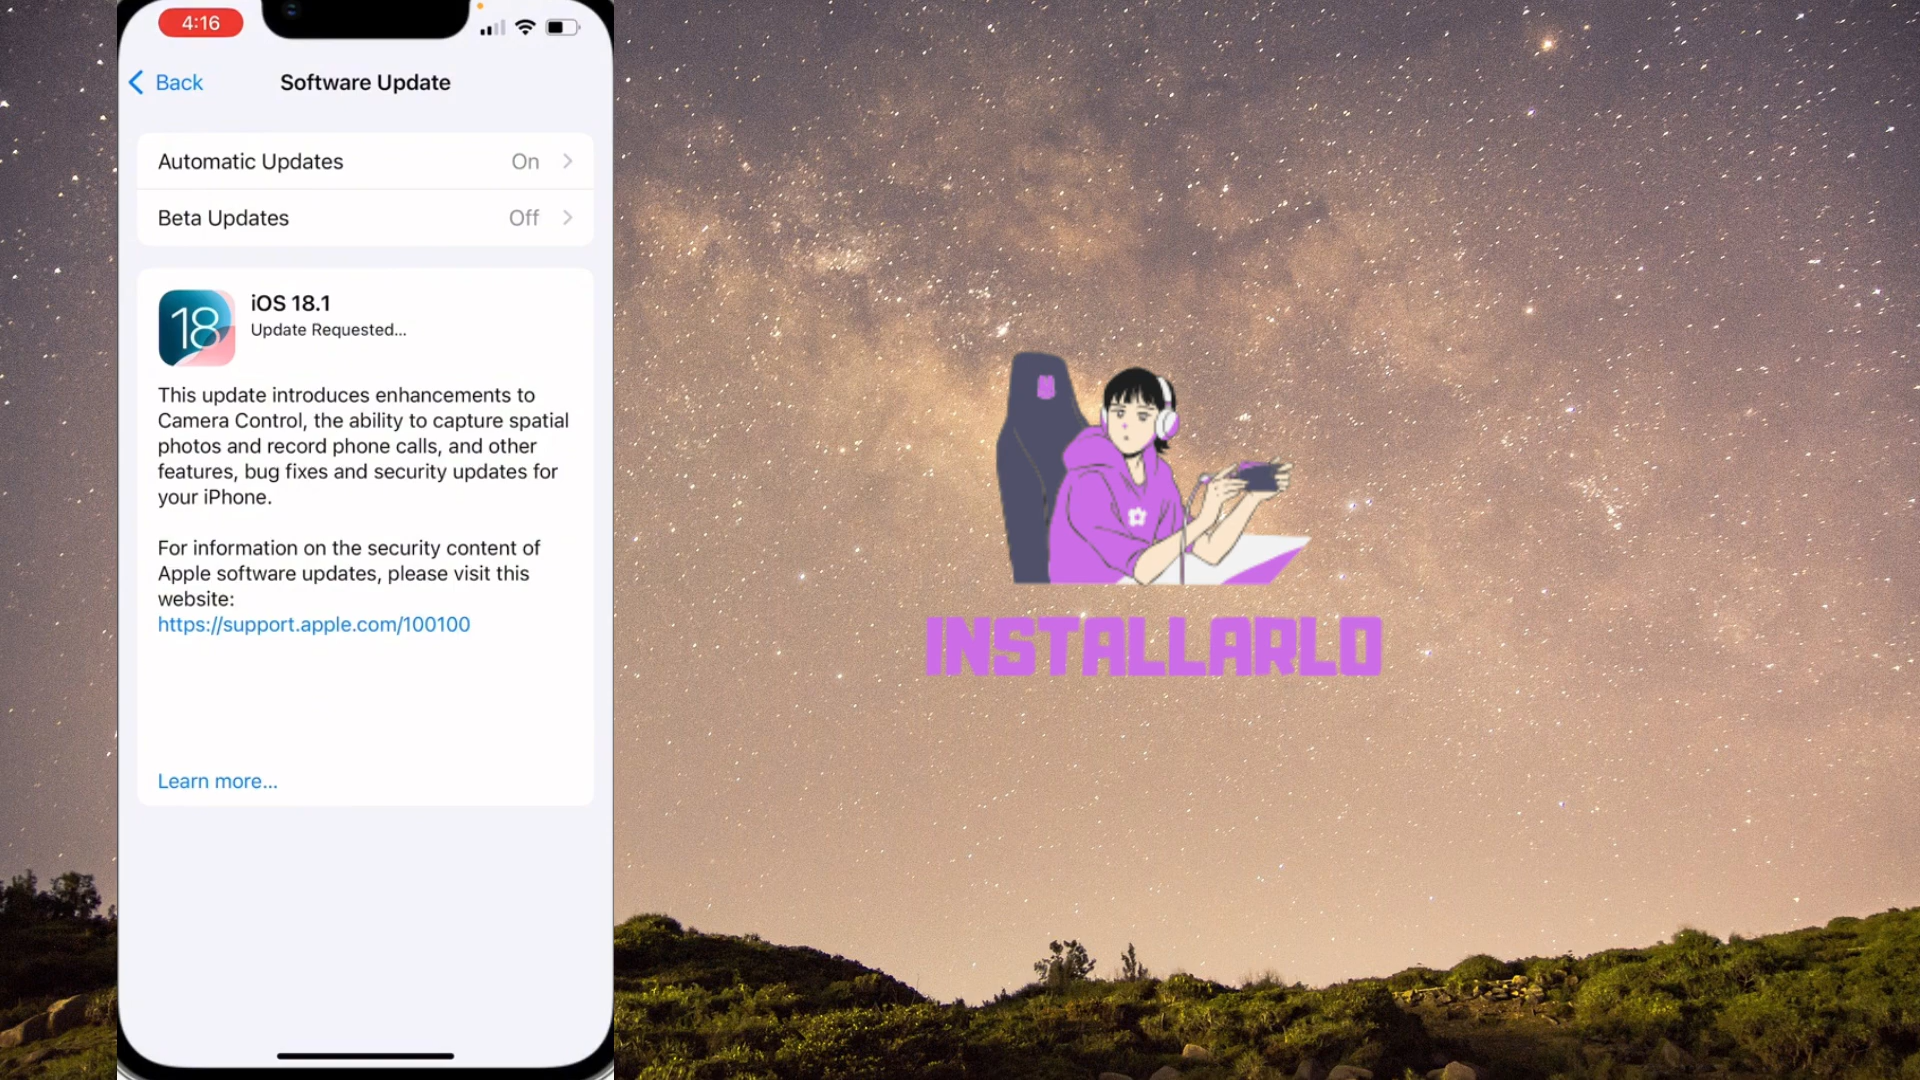 4:16
Back
Software Update
Automatic Updates On
Beta Updates Off
18
iOS 18.1
Update Requested...
This update introduces enhancements to
Camera Control, the ability to capture spatial
photos and record phone calls, and other
features, bug fixes and security updates for
your iPhone.
For information on the security content of
Apple software updates, please visit this
website:
https://support.apple.com/100100
Learn more...
INSTALLARLO